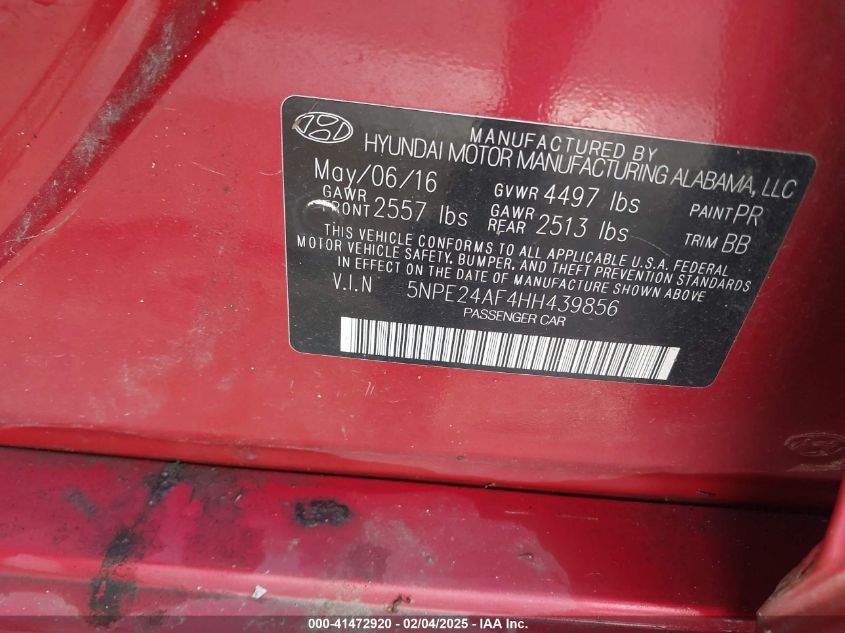 MANUFACTURED BY
HYUNDAI MOTOR MANUFACTURING ALABAMA, LLC
May/06/16 GVWR 4497 lbs PAINT PR
GAWR FRONT 2557 lbs GAWR REAR 2513 lbs TRIM BB
THIS VEHICLE CONFORMS TO ALL APPLICABLE U.S.A. FEDERAL
MOTOR VEHICLE SAFETY, BUMPER, AND THEFT PREVENTION STANDARDS
IN EFFECT ON THE DATE OF MANUFACTURE SHOWN ABOVE
V.I.N 5NPE24AF4HH439856
PASSENGER CAR
000-41472920 - 02/04/2025 - IAA Inc.